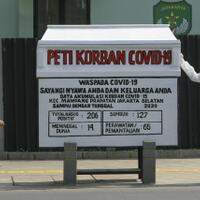 PETI KORBAN COVID-19
WASPADA COVID-19
SAYANGI NYAWA ANDA DAN KELUARGA ANDA
DATA AKUMULASI KORBAN COVID-19
KEC. MAMPANG PRAPATAN JAKARTA SELATAN
SAMPAI DENGAN TANGGAL 2020
TOTAL KASUS POSITIF : 206
SEMBUH : 127
MENINGGAL DUNIA : 14
PERAWATAN/ PEMANTAUAN : 65